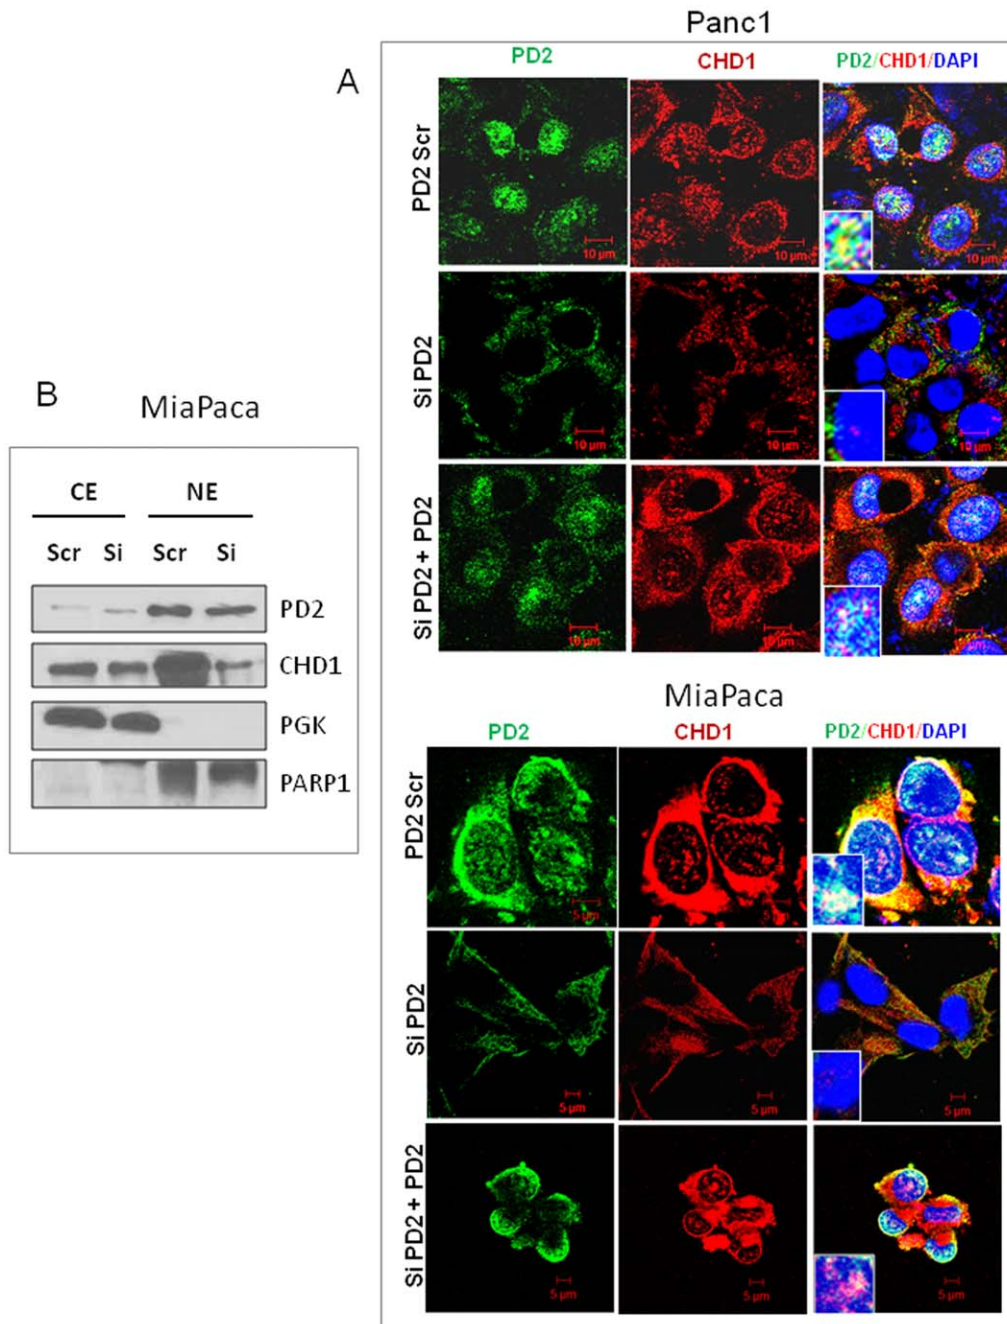 Panc1
A
PD2 CHD1 PD2/CHD1/DAPI
PD2 Scr
10 µm 10 µm 10 µm
Si PD2
10 µm 10 µm 10 µm
Si PD2 + PD2
10 µm 10 µm µm
B
MiaPaca
CE NE
Scr Si Scr Si
PD2
CHD1
PGK
PARP1
MiaPaca
PD2 CHD1 PD2/CHD1/DAPI
PD2 Scr
5 µm 5 µm 5
Si PD2
5 µm 5 µm 5 µm
Si PD2 + PD2
5 µm 5 µm 5 µm